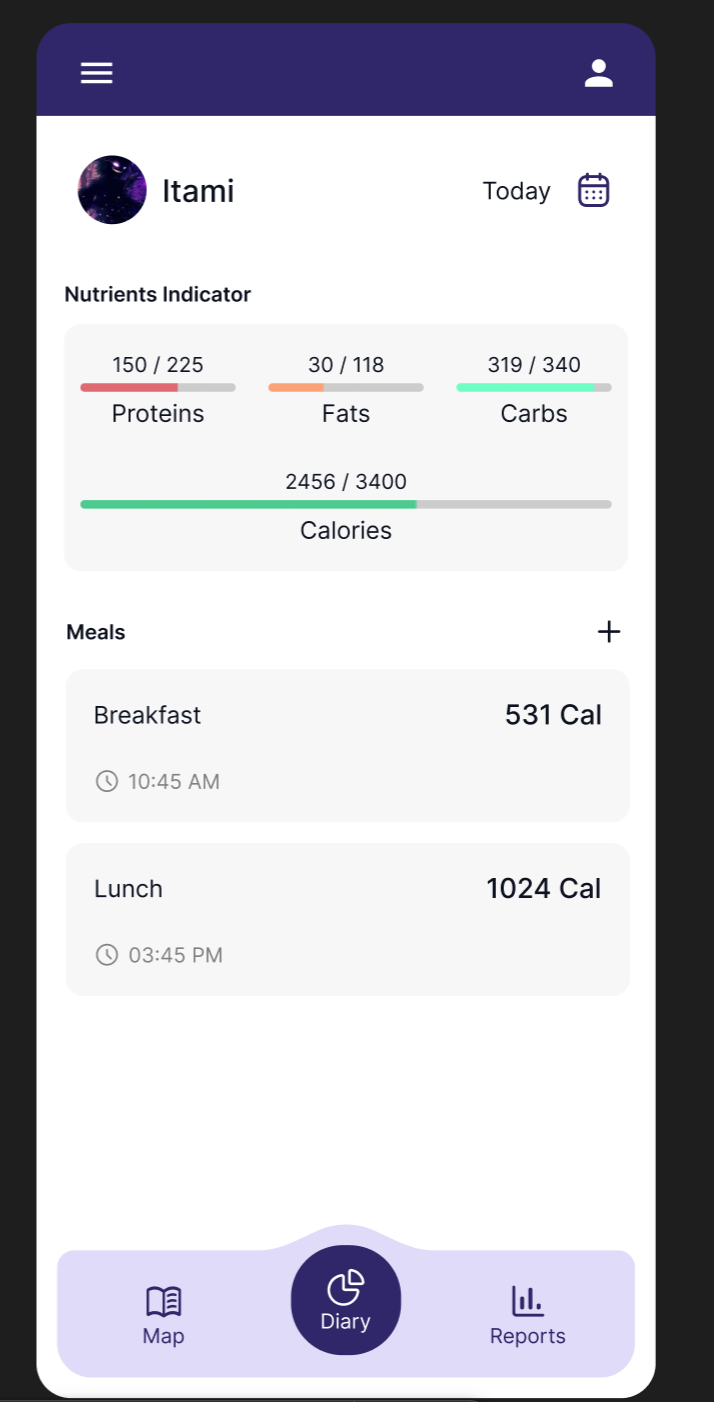 Itami
Today
Nutrients Indicator
150 / 225
30 / 118
319 / 340
Proteins
Fats
Carbs
2456 / 3400
Calories
Meals
Breakfast
531 Cal
10:45 AM
Lunch
1024 Cal
03:45 PM
Map
Diary
Reports